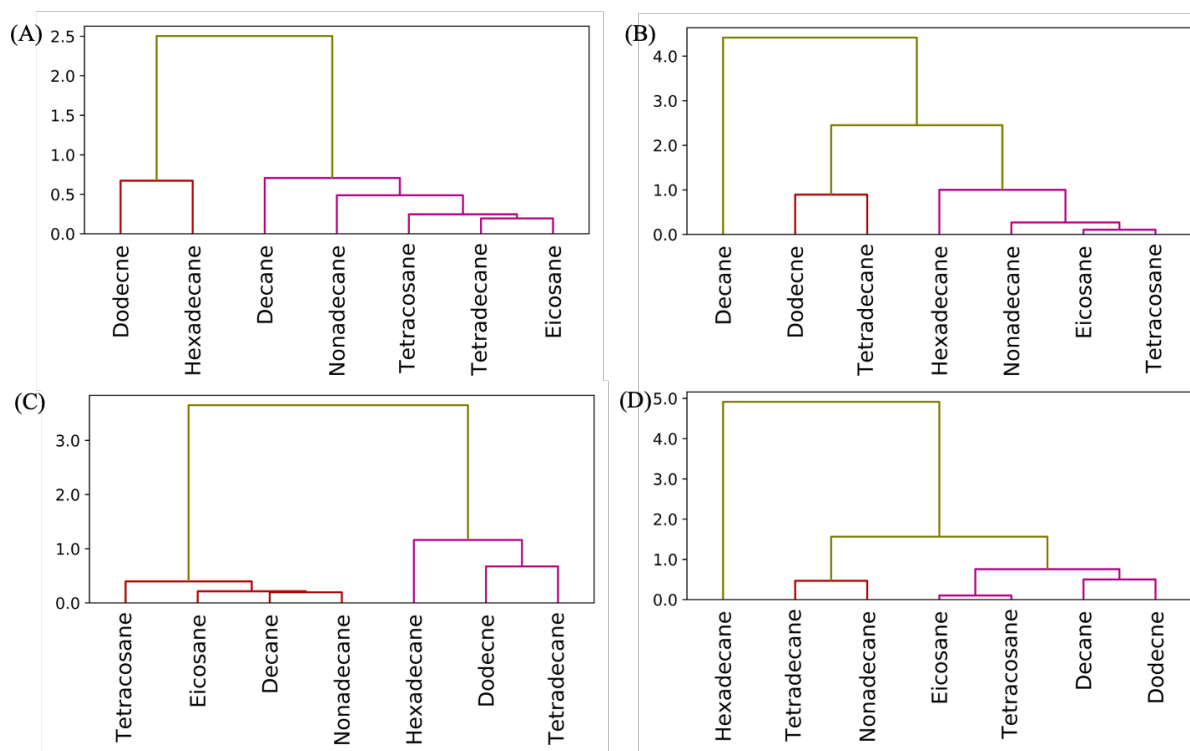 (A)
2.5
2.0
1.5
1.0
0.5
0.0
Dodecne
Hexadecane
Decane
Nonadecane
Tetracosane
Tetradecane
Eicosane
(B)
4.0
3.0
2.0
1.0
0.0
Decane
Dodecne
Tetradecane
Hexadecane
Nonadecane
Eicosane
Tetracosane
(C)
3.0
2.0
1.0
0.0
Tetracosane
Eicosane
Decane
Nonadecane
Hexadecane
Dodecne
Tetradecane
(D)
5.0
4.0
3.0
2.0
1.0
0.0
Hexadecane
Tetradecane
Nonadecane
Eicosane
Tetracosane
Decane
Dodecne